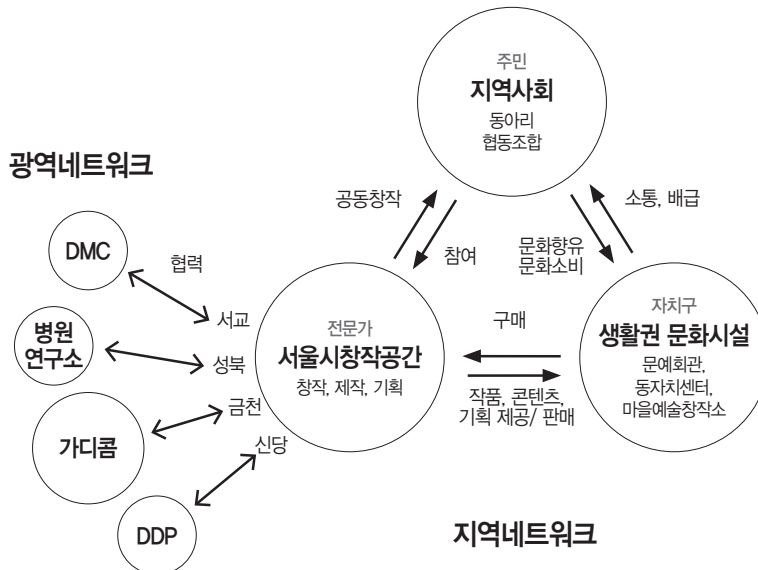 주민
지역사회
동아리
협동조합
광역네트워크
공동창작
참여
소통, 배급
문화향유
문화소비
DMC
협력
서교
병원
연구소
성북
가디콤
금천
신당
DDP
전문가
서울시창작공간
창작, 제작, 기획
구매
작품, 콘텐츠,
기획 제공/ 판매
자치구
생활권 문화시설
문예회관,
동자치센터,
마을예술창작소
지역네트워크